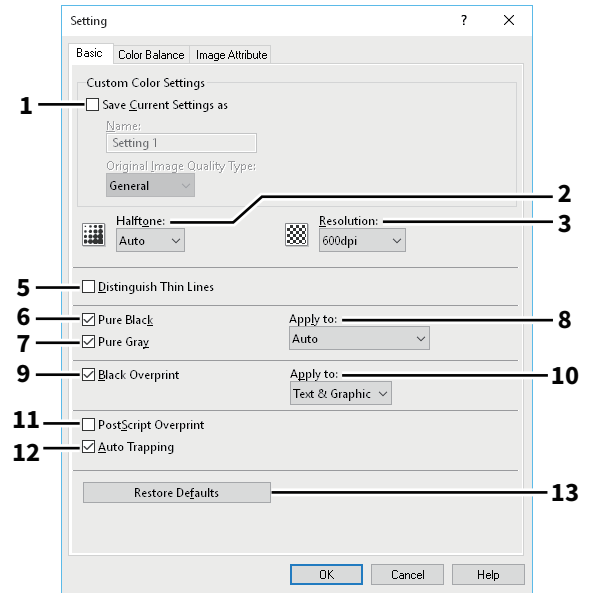 Setting ? ✕
Basic Color Balance Image Attribute
Custom Color Settings
1 Save Current Settings as
Name:
Setting 1
Original Image Quality Type:
General
2
Halftone: Resolution: 3
Auto 600dpi
5 Distinguish Thin Lines
6 Pure Black Apply to: 8
7 Pure Gray Auto
9 Black Overprint Apply to: 10
Text & Graphic
11 PostScript Overprint
12 Auto Trapping
Restore Defaults 13
OK Cancel Help